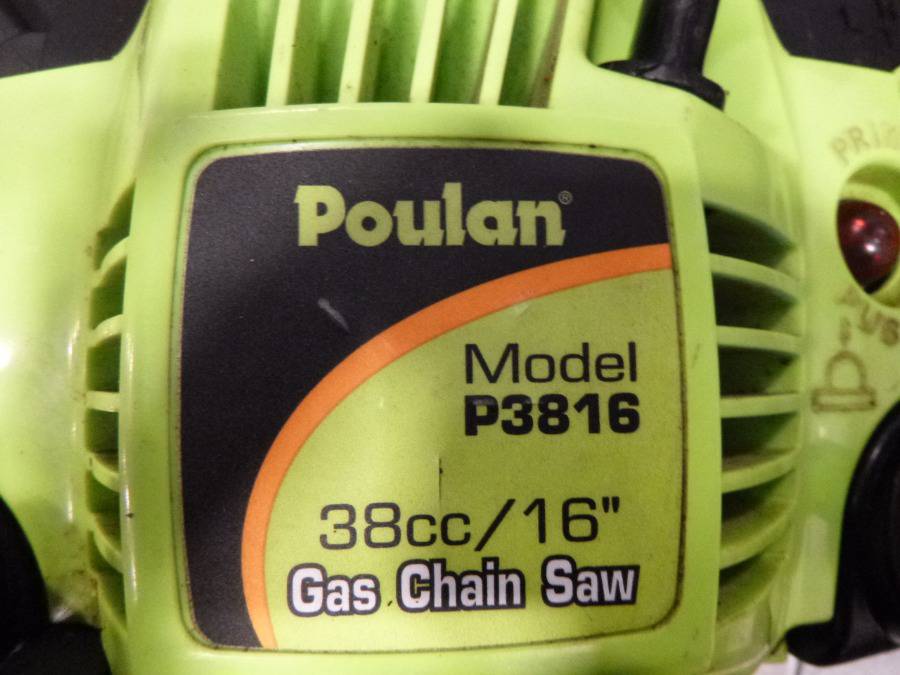 Poulan®
Model
P3816
38cc/16"
Gas Chain Saw